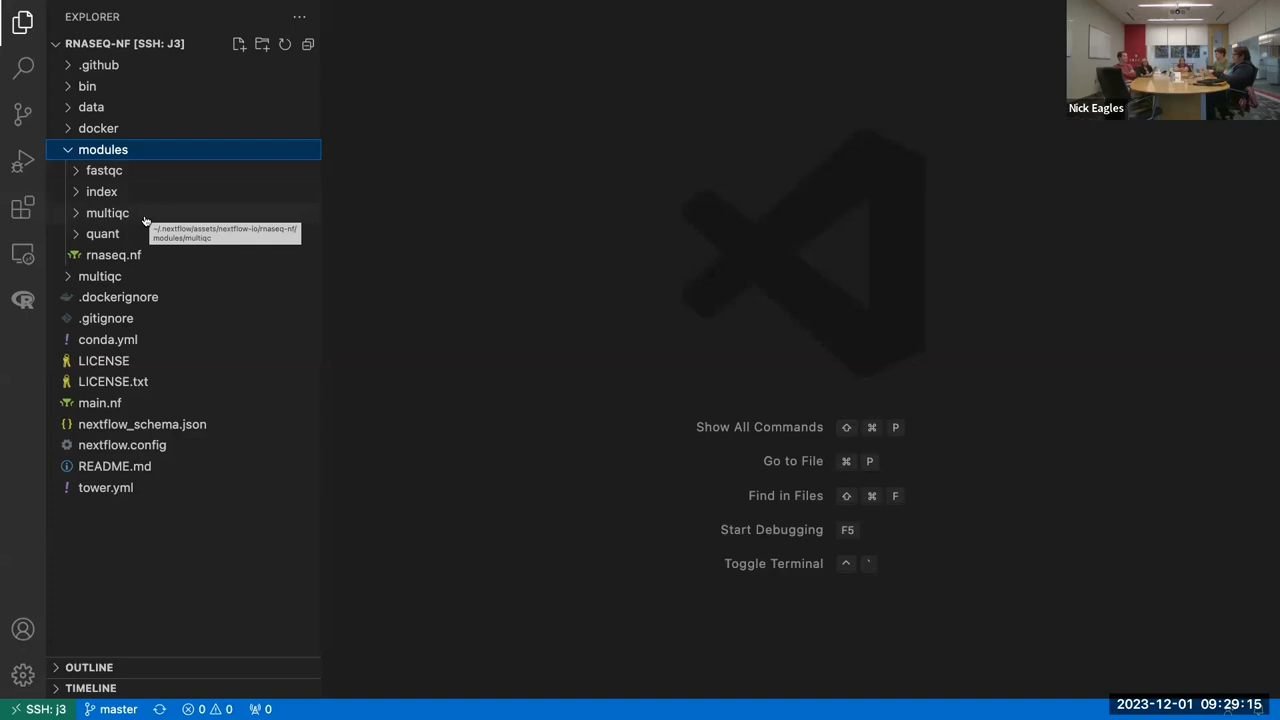 EXPLORER
RNASEQ-NF [SSH: J3]
.github
bin
data
docker
modules
fastqc
index
multiqc
~/.nextflow/assets/nextflow-io/rnaseq-nf/
modules/multiqc
quant
rnaseq.nf
multiqc
.dockerignore
.gitignore
conda.yml
LICENSE
LICENSE.txt
main.nf
nextflow_schema.json
nextflow.config
README.md
tower.yml
OUTLINE
TIMELINE
Show All Commands ⇧ ⌘ P
Go to File ⌘ P
Find in Files ⇧ ⌘ F
Start Debugging F5
Toggle Terminal ^ `
Nick Eagles
SSH: j3 master 0 0 0
2023-12-01 09:29:15